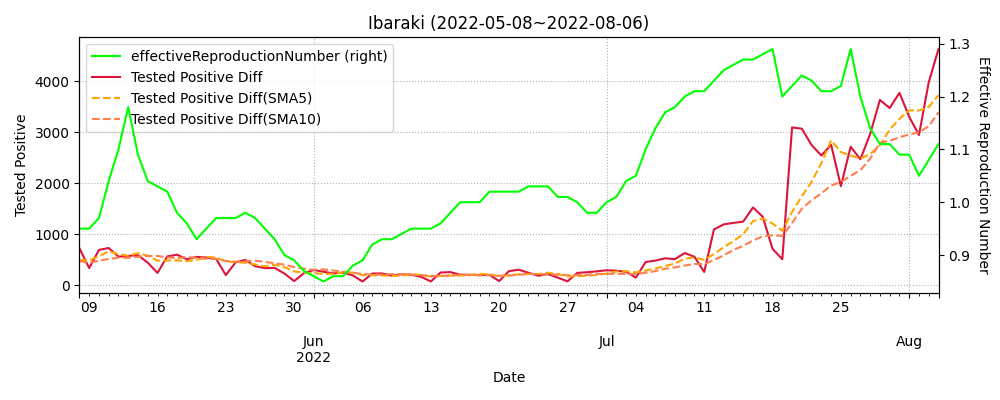 Ibaraki (2022-05-08~2022-08-06)
effectiveReproductionNumber (right)
Tested Positive Diff
Tested Positive Diff(SMA5)
Tested Positive Diff(SMA10)
Tested Positive
4000
3000
2000
1000
0
Effective Reproduction Number
1.3
1.2
1.1
1.0
0.9
09 16 23 30 06 13 20 27 04 11 18 25
Jun Jul Aug
2022
Date